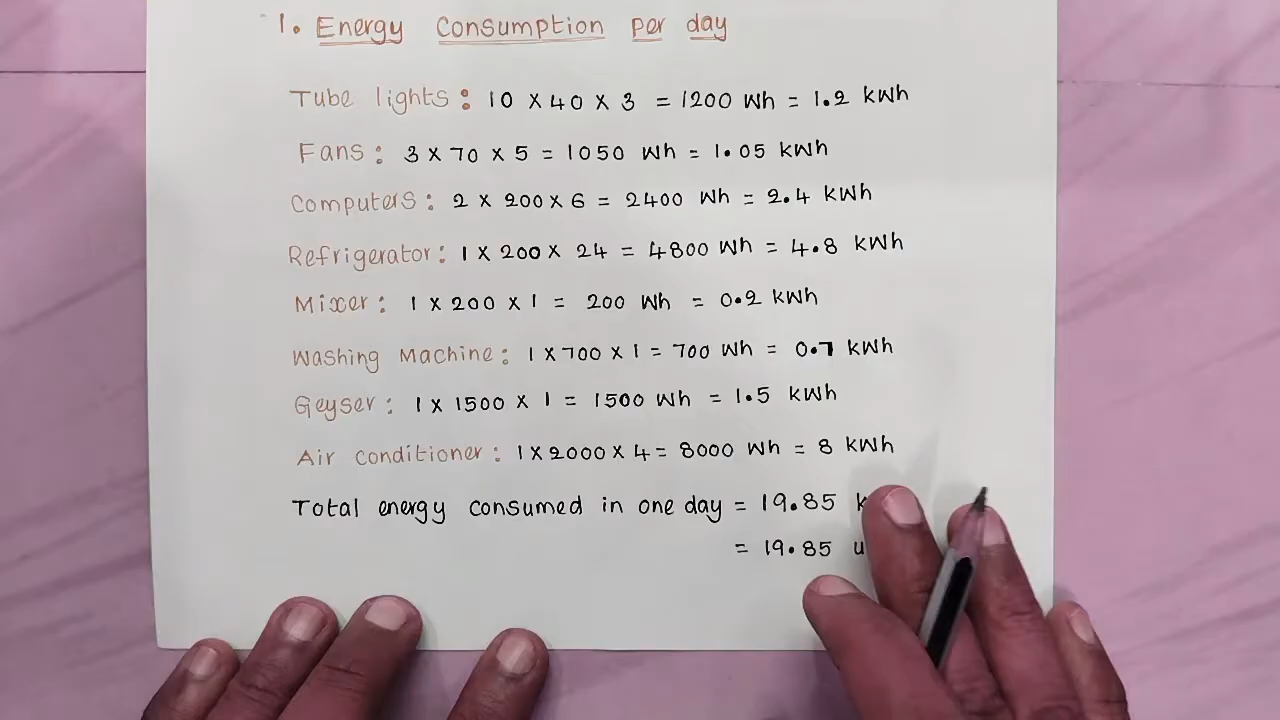 1. Energy Consumption per day
Tube lights: 10 X 40 X 3 = 1200 Wh = 1.2 kWh
Fans: 3 X 70 X 5 = 1050 Wh = 1.05 kWh
Computers: 2 X 200 X 6 = 2400 Wh = 2.4 kWh
Refrigerator: 1 X 200 X 24 = 4800 Wh = 4.8 kWh
Mixer: 1 X 200 X 1 = 200 Wh = 0.2 kWh
Washing Machine: 1 X 700 X 1 = 700 Wh = 0.7 kWh
Geyser: 1 X 1500 X 1 = 1500 Wh = 1.5 kWh
Air conditioner: 1 X 2000 X 4 = 8000 Wh = 8 kWh
Total energy consumed in one day = 19.85
= 19.85